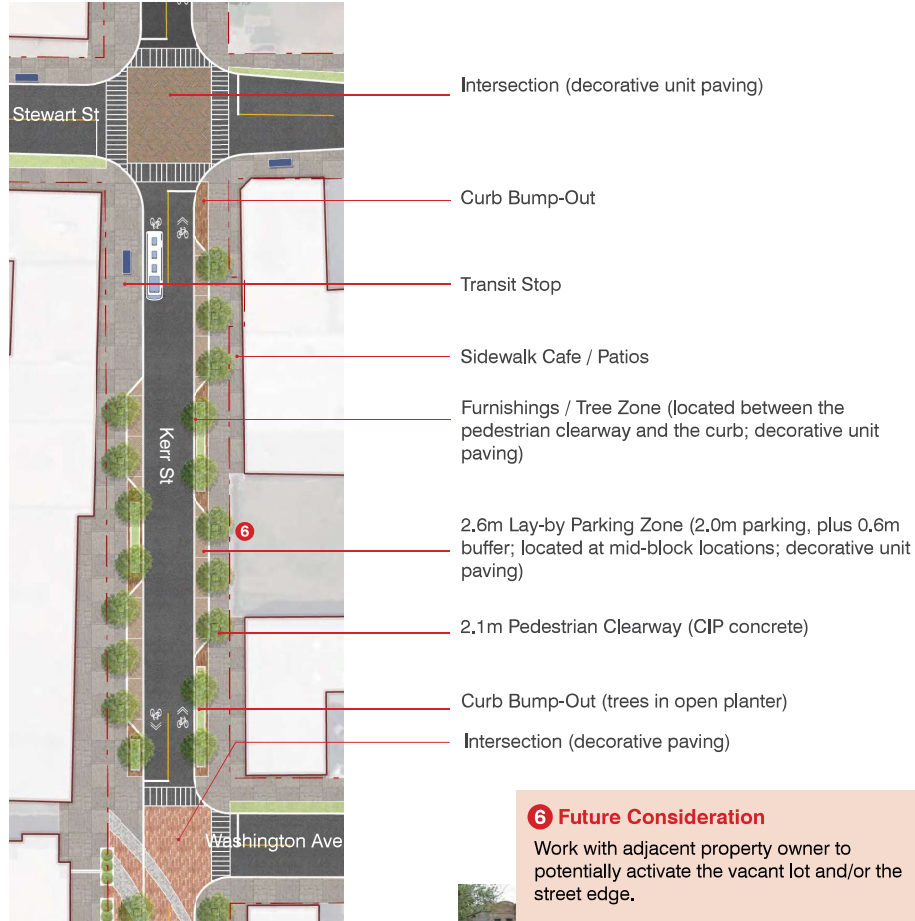 Intersection (decorative unit paving)
Stewart St
Curb Bump-Out
Transit Stop
Sidewalk Cafe / Patios
Furnishings / Tree Zone (located between the
pedestrian clearway and the curb; decorative unit
paving)
Kerr St
6
2.6m Lay-by Parking Zone (2.0m parking, plus 0.6m
buffer; located at mid-block locations; decorative unit
paving)
2.1m Pedestrian Clearway (CIP concrete)
Curb Bump-Out (trees in open planter)
Intersection (decorative paving)
Washington Ave
6 Future Consideration
Work with adjacent property owner to
potentially activate the vacant lot and/or the
street edge.